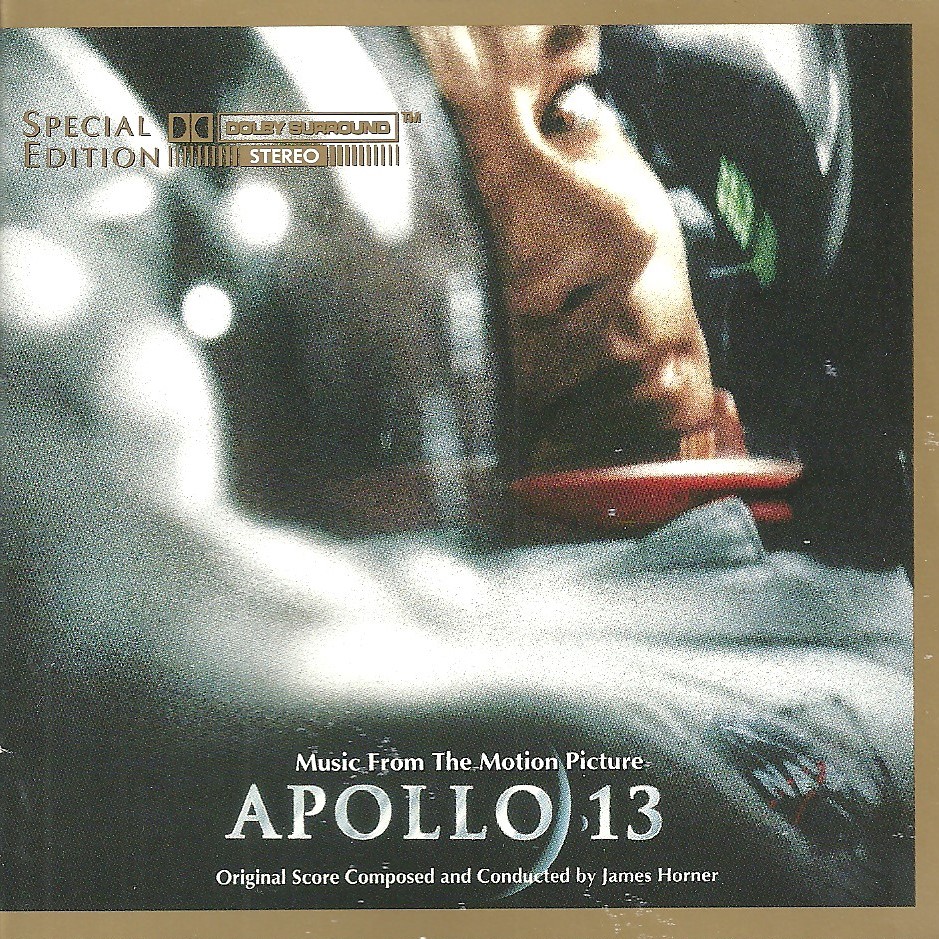 SPECIAL
EDITION
DOLBY SURROUND™
STEREO
Music From The Motion Picture
APOLLO 13
Original Score Composed and Conducted by James Horner